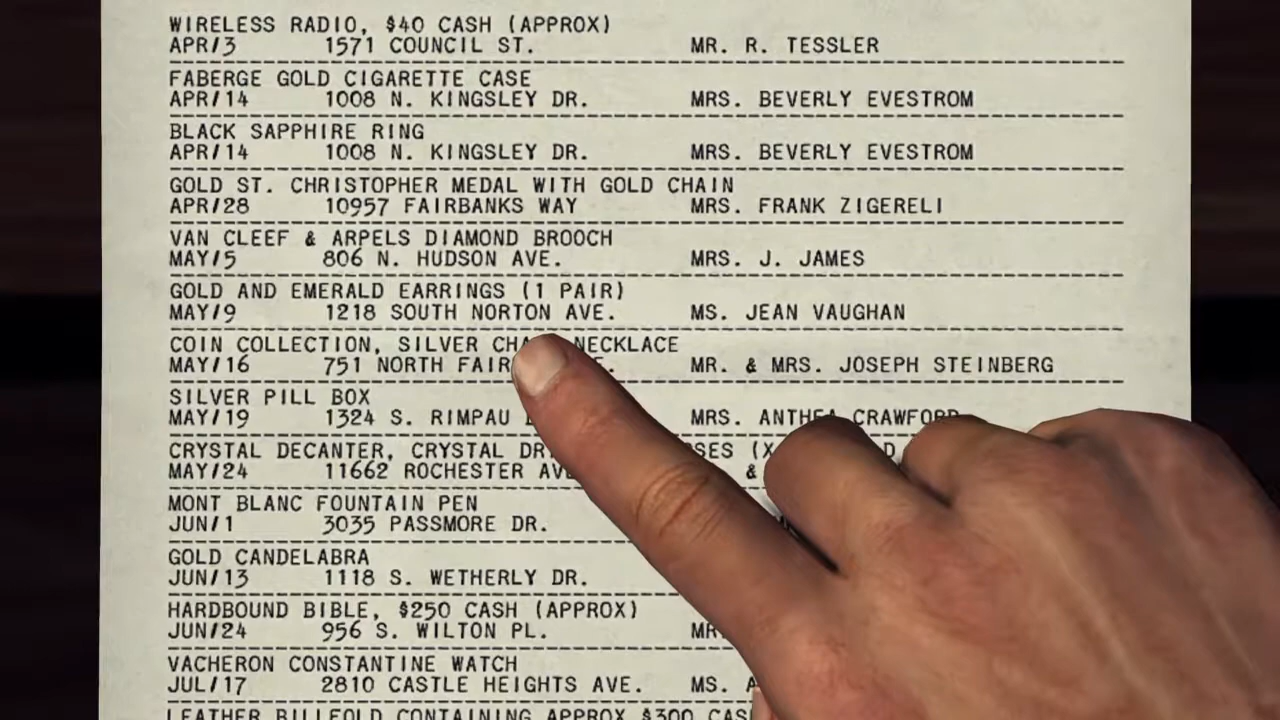 WIRELESS RADIO, $40 CASH (APPROX)
APR/3 1571 COUNCIL ST. MR. R. TESSLER
FABERGE GOLD CIGARETTE CASE
APR/14 1008 N. KINGSLEY DR. MRS. BEVERLY EVESTROM
BLACK SAPPHIRE RING
APR/14 1008 N. KINGSLEY DR. MRS. BEVERLY EVESTROM
GOLD ST. CHRISTOPHER MEDAL WITH GOLD CHAIN
APR/28 10957 FAIRBANKS WAY MRS. FRANK ZIGERELI
VAN CLEEF & ARPELS DIAMOND BROOCH
MAY/5 806 N. HUDSON AVE. MRS. J. JAMES
GOLD AND EMERALD EARRINGS (1 PAIR)
MAY/9 1218 SOUTH NORTON AVE. MS. JEAN VAUGHAN
COIN COLLECTION, SILVER NECKLACE
MAY/16 751 NORTH MR. & MRS. JOSEPH STEINBERG
SILVER PILL BOX
MAY/19 1324 S. RIMPAU MRS. ANTHEA CRAWFORD
CRYSTAL DECANTER, CRYSTAL
MAY/24 11662 ROCHESTER &
MONT BLANC FOUNTAIN PEN
JUN/1 3035 PASSMORE DR.
GOLD CANDELABRA
JUN/13 1118 S. WETHERLY DR.
HARDBOUND BIBLE, $250 CASH (APPROX)
JUN/24 956 S. WILTON PL.
VACHERON CONSTANTINE WATCH
JUL/17 2810 CASTLE HEIGHTS AVE. MS.
LEATHER BILLFOLD CONTAINING APPROX $300